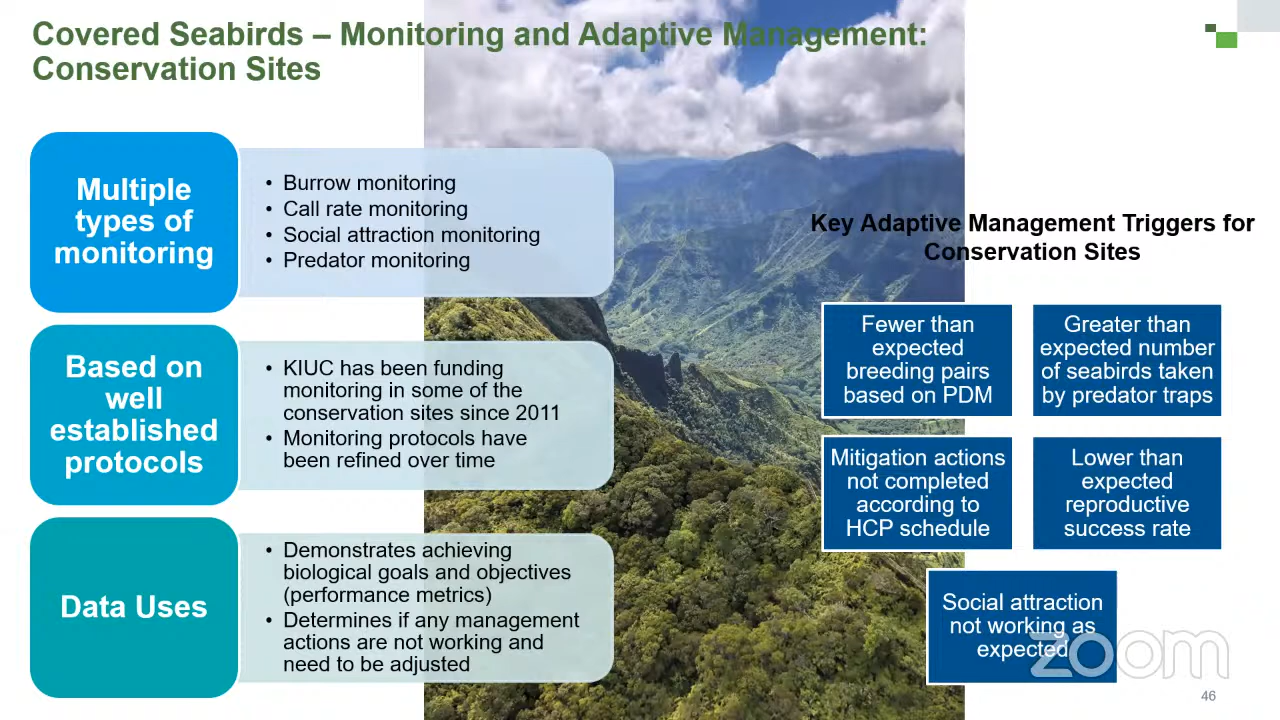 Covered Seabirds – Monitoring and Adaptive Management:
Conservation Sites
Multiple
types of
monitoring
• Burrow monitoring
• Call rate monitoring
• Social attraction monitoring
• Predator monitoring
Based on
well
established
protocols
• KIUC has been funding
monitoring in some of the
conservation sites since 2011
• Monitoring protocols have
been refined over time
Data Uses
• Demonstrates achieving
biological goals and objectives
(performance metrics)
• Determines if any management
actions are not working and
need to be adjusted
Key Adaptive Management Triggers for
Conservation Sites
Fewer than
expected
breeding pairs
based on PDM
Greater than
expected number
of seabirds taken
by predator traps
Mitigation actions
not completed
according to
HCP schedule
Lower than
expected
reproductive
success rate
Social attraction
not working as
expected
zoom
46